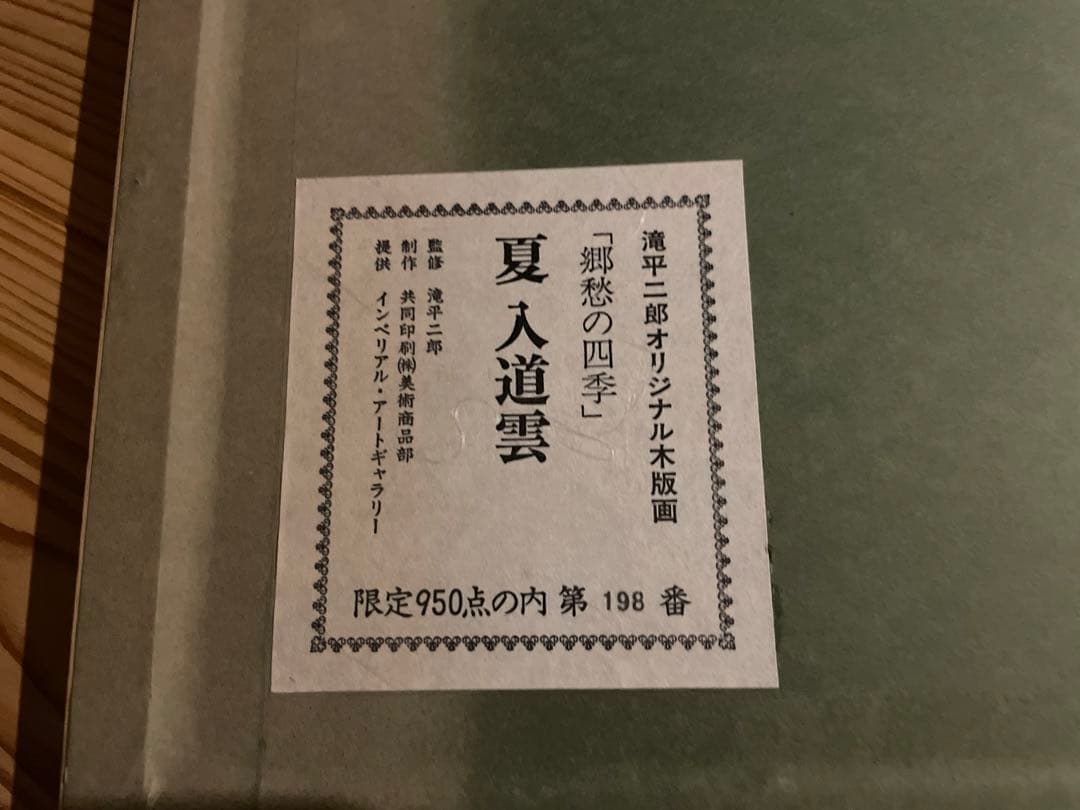 滝平二郎オリジナル木版画
「郷愁の四季」
夏 入道雲
監修 滝平二郎
制作 共同印刷㈱美術商品部
提供 インペリアル・アートギャラリー
限定950点の内 第 198 番